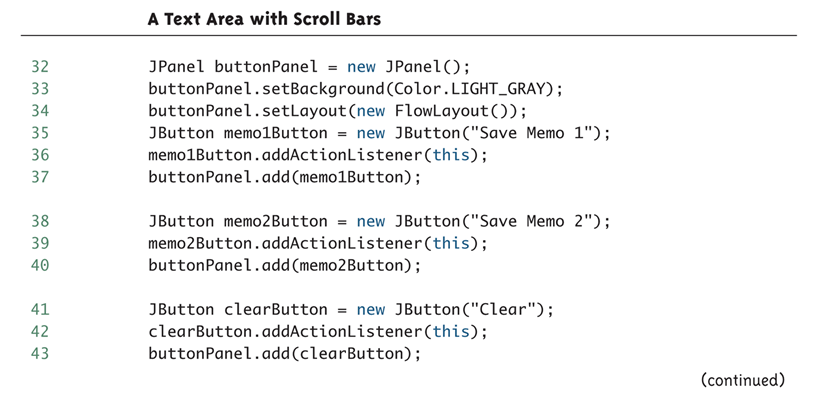 A Text Area with Scroll Bars
32 JPanel buttonPanel = new JPanel();
33 buttonPanel.setBackground(Color.LIGHT_GRAY);
34 buttonPanel.setLayout(new FlowLayout());
35 JButton memo1Button = new JButton("Save Memo 1");
36 memo1Button.addActionListener(this);
37 buttonPanel.add(memo1Button);
38 JButton memo2Button = new JButton("Save Memo 2");
39 memo2Button.addActionListener(this);
40 buttonPanel.add(memo2Button);
41 JButton clearButton = new JButton("Clear");
42 clearButton.addActionListener(this);
43 buttonPanel.add(clearButton);
(continued)